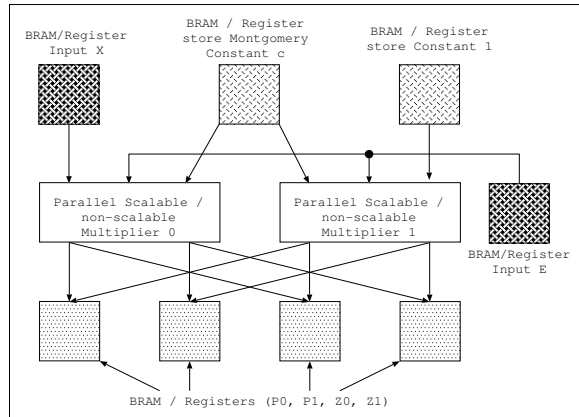 BRAM/Register
Input X
BRAM / Register
store Montgomery
Constant c
BRAM / Register
store Constant 1
Parallel Scalable /
non-scalable
Multiplier 0
Parallel Scalable /
non-scalable
Multiplier 1
BRAM/Register
Input E
BRAM / Registers (P0, P1, Z0, Z1)